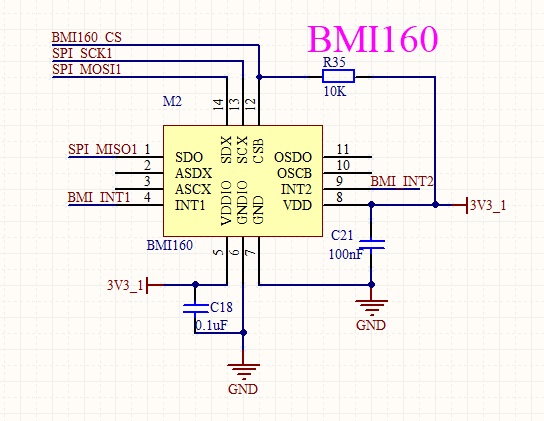 BMI160
BMI160_CS
SPI_SCK1
SPI_MOSI1
R35
10K
M2
14
13
12
SPI_MISO1
1
2
3
4
BMI_INT1
SDO
ASDX
ASCX
INT1
SDX
SCX
CSB
OSDO
OSCB
INT2
VDD
11
10
9
8
BMI_INT2
3V3_1
VDDIO
GNDIO
GND
BMI160
5
6
7
C21
100nF
3V3_1
C18
0.1uF
GND
GND